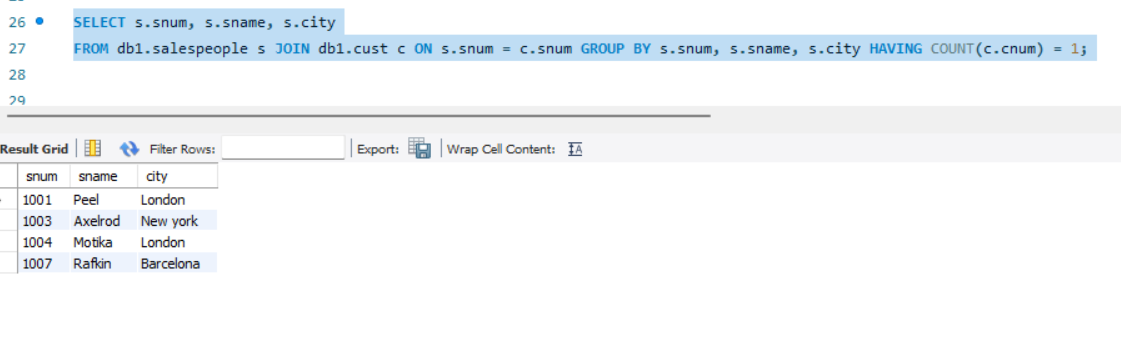 26 SELECT s.snum, s.sname, s.city
27 FROM db1.salespeople s JOIN db1.cust c ON s.snum = c.snum GROUP BY s.snum, s.sname, s.city HAVING COUNT(c.cnum) = 1;
28
29
Result Grid Filter Rows: Export: Wrap Cell Content: IA
snum sname city
1001 Peel London
1003 Axelrod New york
1004 Motika London
1007 Rafkin Barcelona